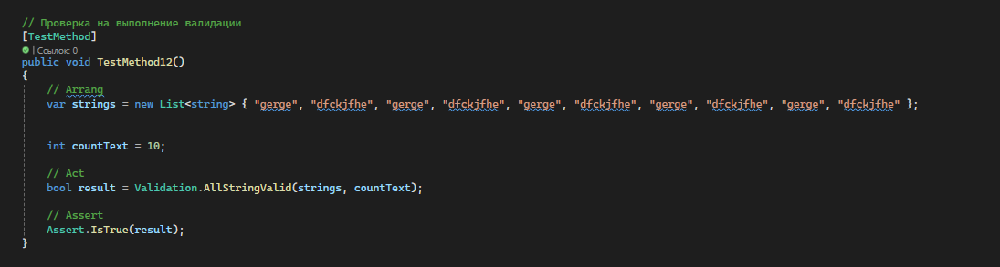 // Проверка на выполнение валидации
[TestMethod]
| Ссылок: 0
public void TestMethod12()
{
// Arrang
var strings = new List<string> { "gerge", "dfckjfhe", "gerge", "dfckjfhe", "gerge", "dfckjfhe", "gerge", "dfckjfhe", "gerge", "dfckjfhe" };
int countText = 10;
// Act
bool result = Validation.AllStringValid(strings, countText);
// Assert
Assert.IsTrue(result);
}